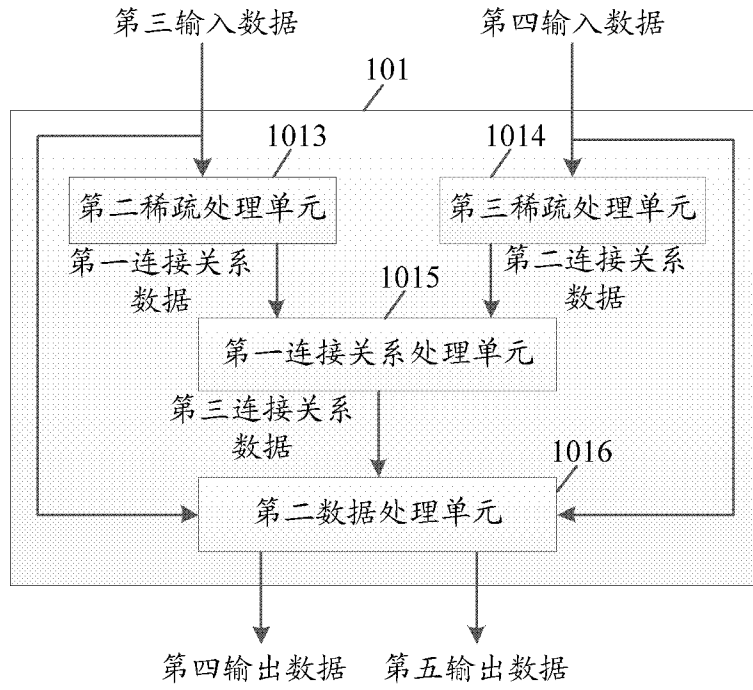 第三输入数据
第四输入数据
101
1013
1014
第二稀疏处理单元
第三稀疏处理单元
第一连接关系
数据
第二连接关系
数据
1015
第一连接关系处理单元
第三连接关系
数据
1016
第二数据处理单元
第四输出数据
第五输出数据